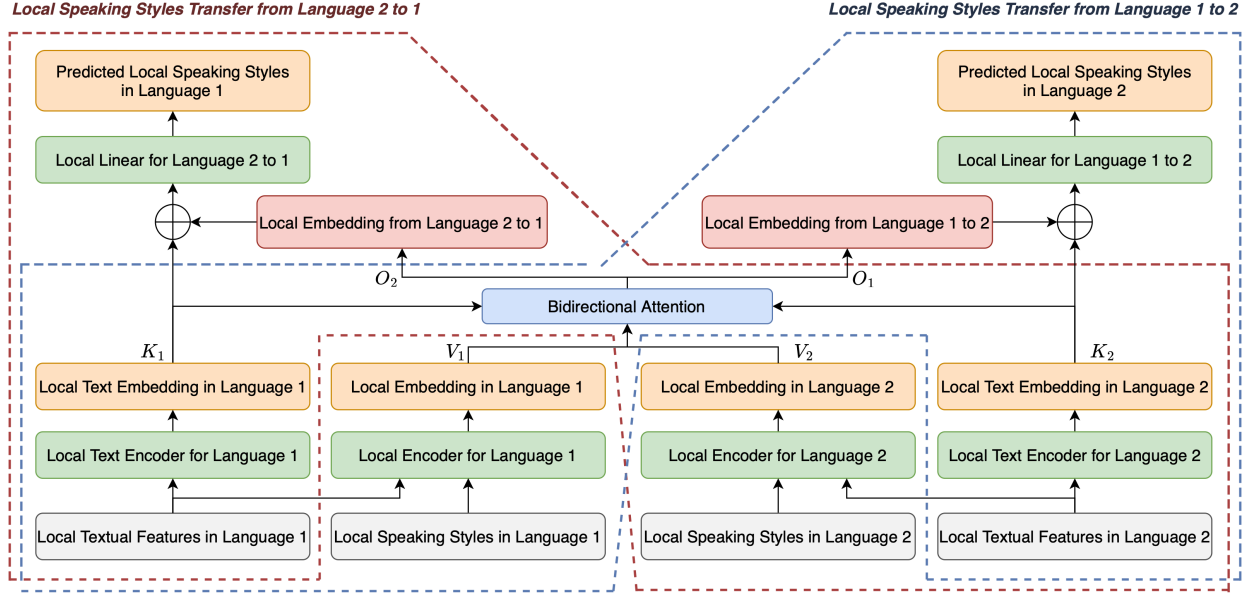 Local Speaking Styles Transfer from Language 2 to 1
Local Speaking Styles Transfer from Language 1 to 2
Predicted Local Speaking Styles
in Language 1
Predicted Local Speaking Styles
in Language 2
Local Linear for Language 2 to 1
Local Linear for Language 1 to 2
Local Embedding from Language 2 to 1
Local Embedding from Language 1 to 2
O₂
O₁
Bidirectional Attention
K₁
V₁
V₂
K₂
Local Text Embedding in Language 1
Local Embedding in Language 1
Local Embedding in Language 2
Local Text Embedding in Language 2
Local Text Encoder for Language 1
Local Encoder for Language 1
Local Encoder for Language 2
Local Text Encoder for Language 2
Local Textual Features in Language 1
Local Speaking Styles in Language 1
Local Speaking Styles in Language 2
Local Textual Features in Language 2